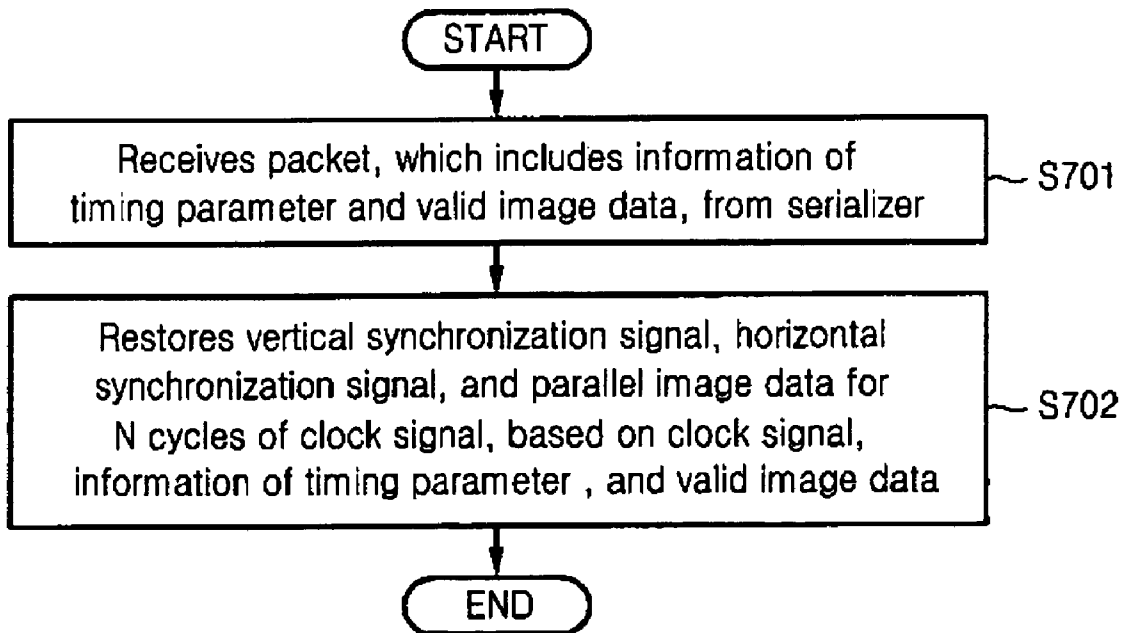 START
Receives packet, which includes information of
timing parameter and valid image data, from serializer
S701
Restores vertical synchronization signal, horizontal
synchronization signal, and parallel image data for
N cycles of clock signal, based on clock signal,
information of timing parameter , and valid image data
S702
END